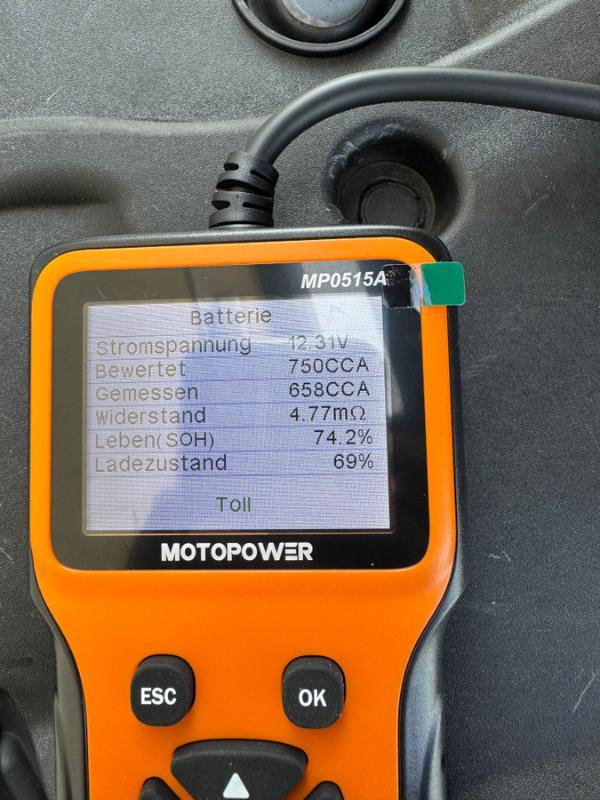 MP0515A
Batterie
Stromspannung 12.31V
Bewertet 750CCA
Gemessen 658CCA
Widerstand 4.77mΩ
Leben(SOH) 74.2%
Ladezustand 69%
Toll
MOTOPOWER
ESC OK